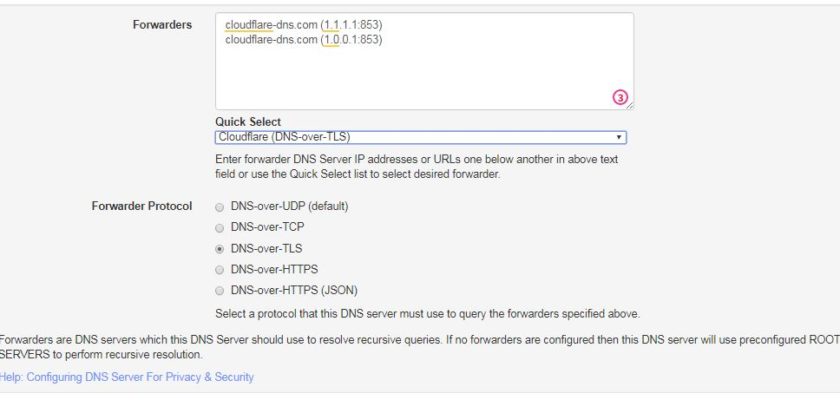 Forwarders
cloudflare-dns.com (1.1.1.1:853)
cloudflare-dns.com (1.0.0.1:853)
3
Quick Select
Cloudflare (DNS-over-TLS)
Enter forwarder DNS Server IP addresses or URLs one below another in above text
field or use the Quick Select list to select desired forwarder.
Forwarder Protocol
DNS-over-UDP (default)
DNS-over-TCP
DNS-over-TLS
DNS-over-HTTPS
DNS-over-HTTPS (JSON)
Select a protocol that this DNS server must use to query the forwarders specified above.
Forwarders are DNS servers which this DNS Server should use to resolve recursive queries. If no forwarders are configured then this DNS server will use preconfigured ROOT
SERVERS to perform recursive resolution.
Help: Configuring DNS Server For Privacy & Security